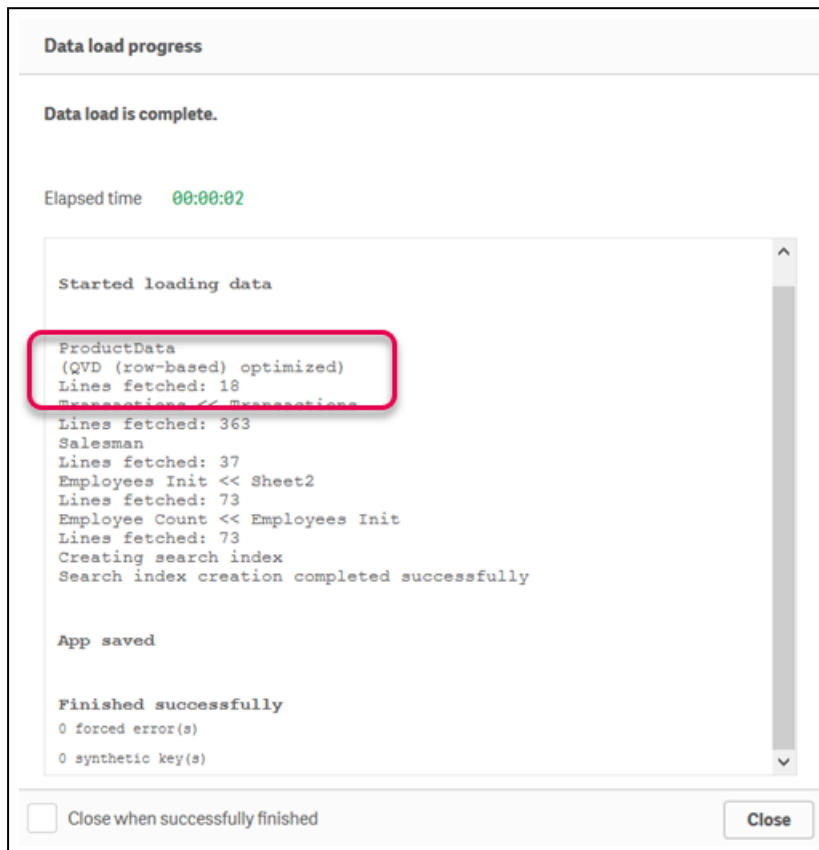 Data load progress
Data load is complete.
Elapsed time 00:00:02
Started loading data
ProductData
(QVD (row-based) optimized)
Lines fetched: 18
Transactions << Transactions
Lines fetched: 363
Salesman
Lines fetched: 37
Employees Init << Sheet2
Lines fetched: 73
Employee Count << Employees Init
Lines fetched: 73
Creating search index
Search index creation completed successfully
App saved
Finished successfully
0 forced error(s)
0 synthetic key(s)
Close when successfully finished
Close